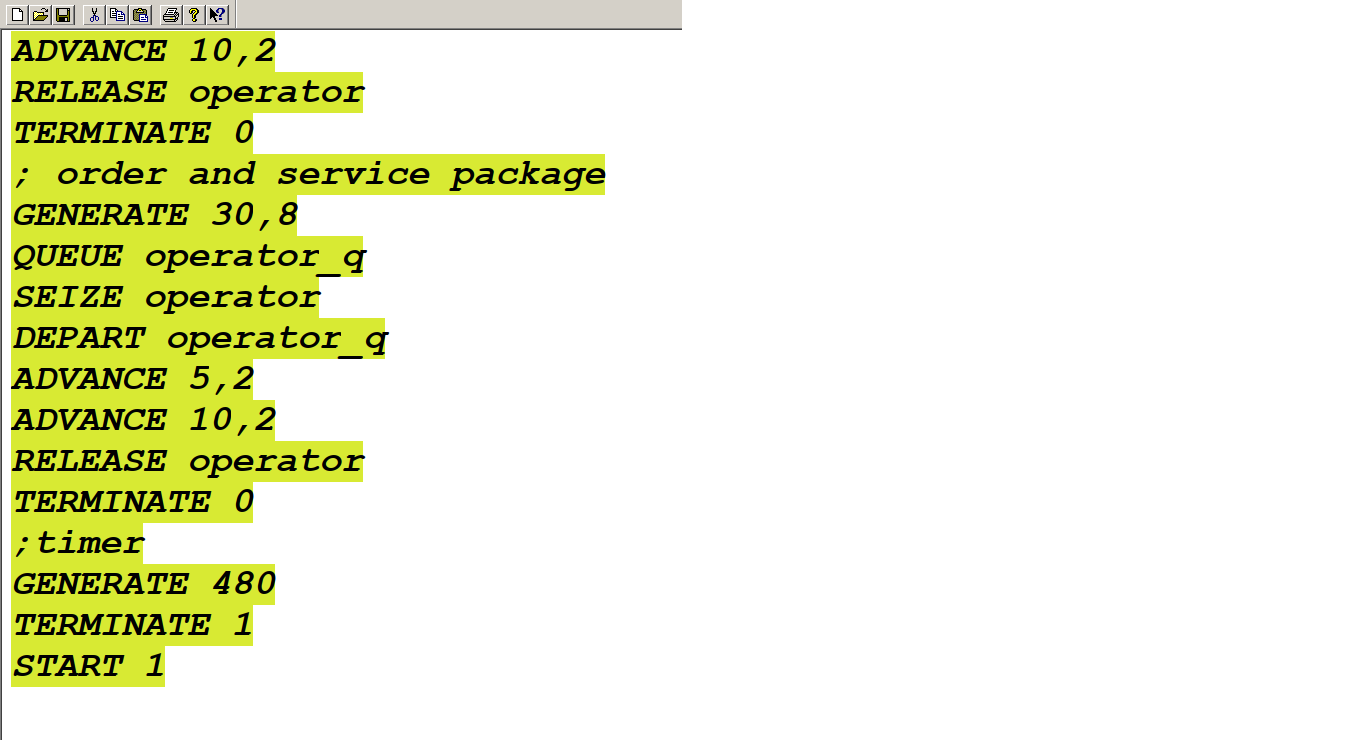 ADVANCE 10,2
RELEASE operator
TERMINATE 0
; order and service package
GENERATE 30,8
QUEUE operator_q
SEIZE operator
DEPART operator_q
ADVANCE 5,2
ADVANCE 10,2
RELEASE operator
TERMINATE 0
;timer
GENERATE 480
TERMINATE 1
START 1